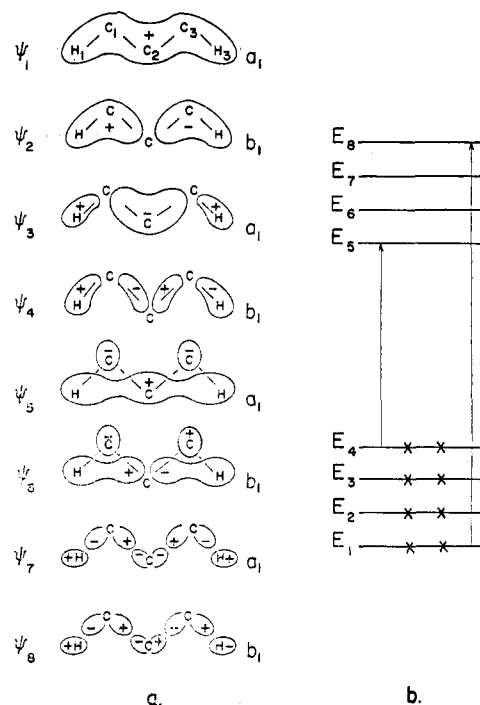 C₁ + C₃
ψ₁ H₁ C₂ H₃ a₁
C C
ψ₂ H + C − H b₁
E₈
E₇
C C
ψ₃ +H C̄ +H a₁
E₆
E₅
C − + C −
ψ₄ +H C H b₁
C̄ C̄
ψ₅ H C + H a₁
E₄ × ×
C̄ C +
ψ₆ H + C − H b₁
E₃ × ×
E₂ × ×
C C
ψ₇ +H − + −C− + − H+ a₁
E₁ × ×
C C
ψ₈ +H − + −C+ − + H− b₁
a.
b.